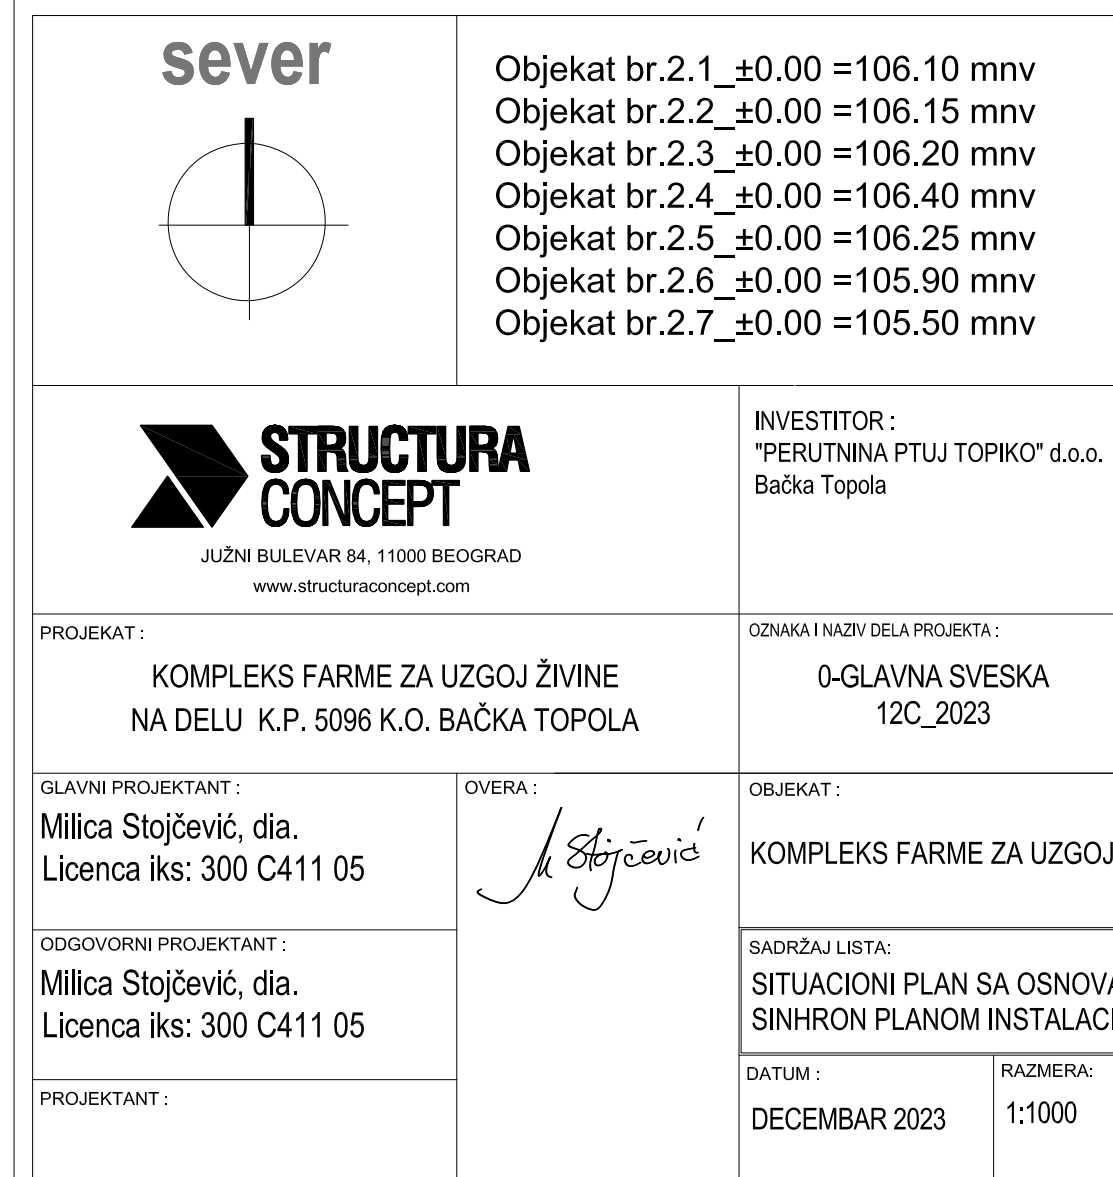 sever
Objekat br.2.1_±0.00 =106.10 mnv
Objekat br.2.2_±0.00 =106.15 mnv
Objekat br.2.3_±0.00 =106.20 mnv
Objekat br.2.4_±0.00 =106.40 mnv
Objekat br.2.5_±0.00 =106.25 mnv
Objekat br.2.6_±0.00 =105.90 mnv
Objekat br.2.7_±0.00 =105.50 mnv
STRUCTURA
CONCEPT
JUŽNI BULEVAR 84, 11000 BEOGRAD
www.structuraconcept.com
INVESTITOR :
"PERUTNINA PTUJ TOPIKO" d.o.o.
Bačka Topola
PROJEKAT :
KOMPLEKS FARME ZA UZGOJ ŽIVINE
NA DELU K.P. 5096 K.O. BAČKA TOPOLA
OZNAKA I NAZIV DELA PROJEKTA :
0-GLAVNA SVESKA
12C_2023
GLAVNI PROJEKTANT :
Milica Stojčević, dia.
Licenca iks: 300 C411 05
OVERA :
M Stojčević
OBJEKAT :
KOMPLEKS FARME ZA UZGOJ
ODGOVORNI PROJEKTANT :
Milica Stojčević, dia.
Licenca iks: 300 C411 05
SADRŽAJ LISTA:
SITUACIONI PLAN SA OSNOVA
SINHRON PLANOM INSTALACI
PROJEKTANT :
DATUM :
DECEMBAR 2023
RAZMERA:
1:1000